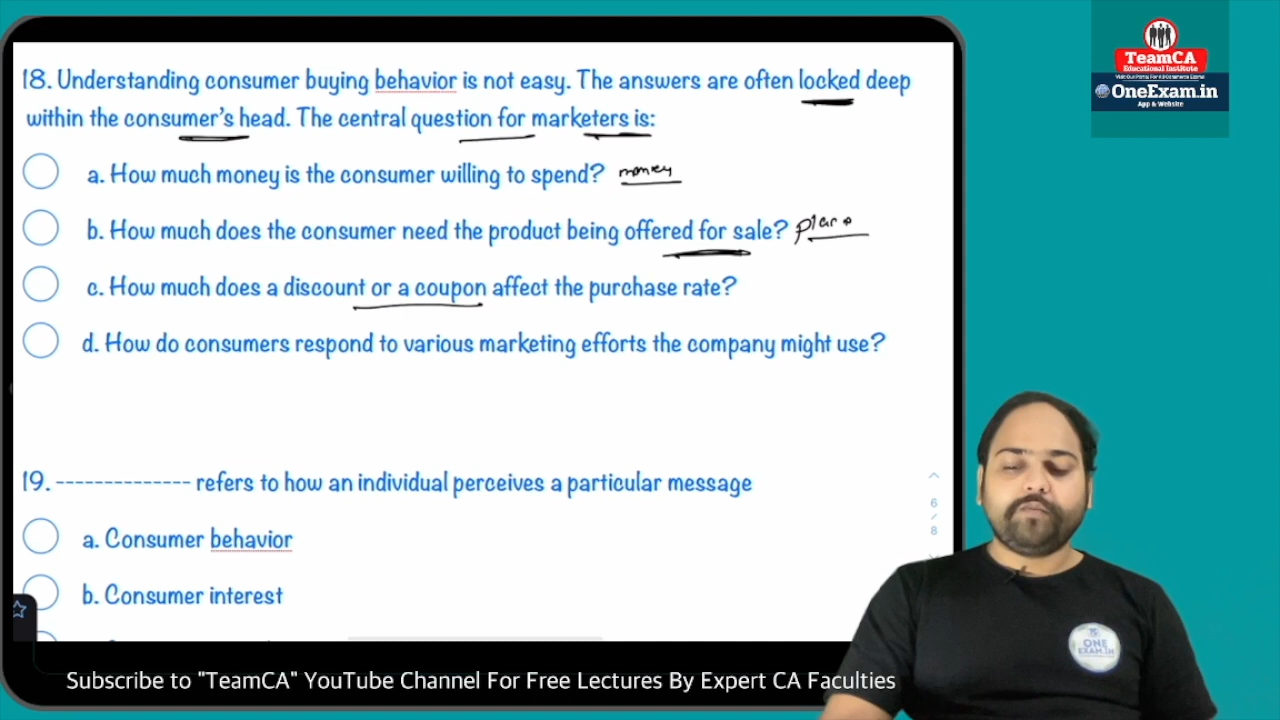 18. Understanding consumer buying behavior is not easy. The answers are often locked deep
within the consumer's head. The central question for marketers is:
a. How much money is the consumer willing to spend? money
b. How much does the consumer need the product being offered for sale?
c. How much does a discount or a coupon affect the purchase rate?
d. How do consumers respond to various marketing efforts the company might use?
19. -------------- refers to how an individual perceives a particular message
a. Consumer behavior
b. Consumer interest
6
/
8
TeamCA
Educational Institute
OneExam.in
App & Website
ONE
EXAM.IN
Subscribe to "TeamCA" YouTube Channel For Free Lectures By Expert CA Faculties